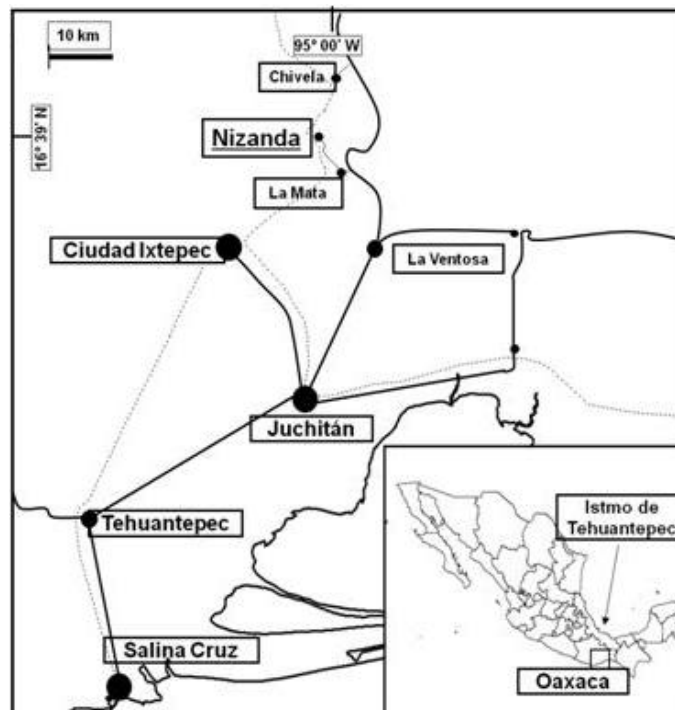 10 km
95° 00' W
Chivela
16° 39' N
Nizanda
La Mata
Ciudad Ixtepec
La Ventosa
Juchitán
Tehuantepec
Salina Cruz
Istmo de
Tehuantepec
Oaxaca